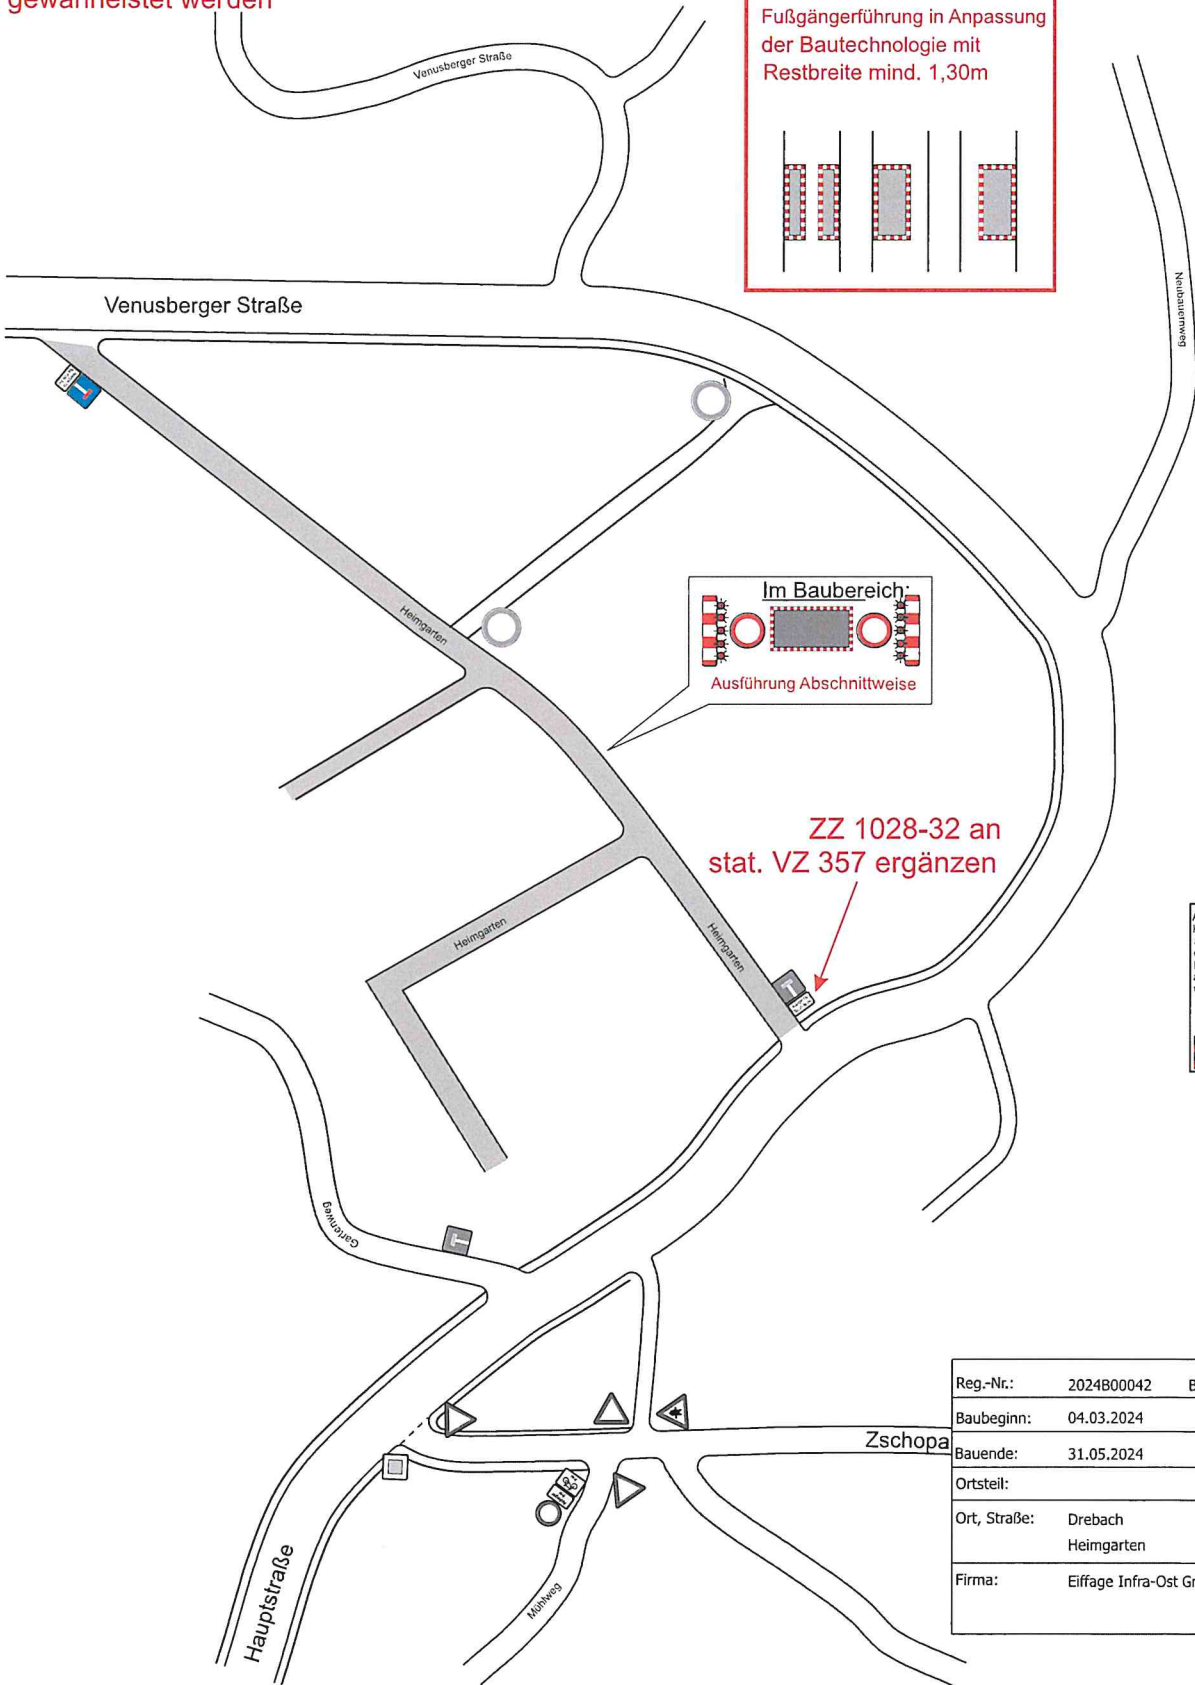 gewährleistet werden
Fußgängerführung in Anpassung
der Bautechnologie mit
Restbreite mind. 1,30m
Venusberger Straße
Neubauernweg
Venusberger Straße
Heimgarten
Im Baubereich:
Ausführung Abschnittweise
ZZ 1028-32 an
stat. VZ 357 ergänzen
Heimgarten
Heimgarten
Gartenweg
Zschopa
Hauptstraße
Mühlweg
Reg.-Nr.: 2024B00042 B
Baubeginn: 04.03.2024
Bauende: 31.05.2024
Ortsteil:
Ort, Straße: Drebach
Heimgarten
Firma: Eiffage Infra-Ost Gr